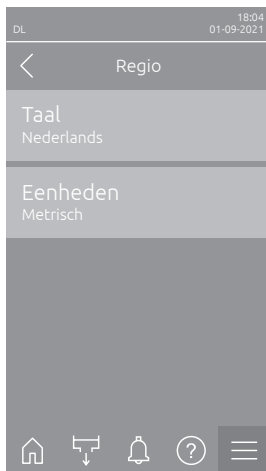 18:04
DL
01-09-2021
Regio
Taal
Nederlands
Eenheden
Metrisch
?